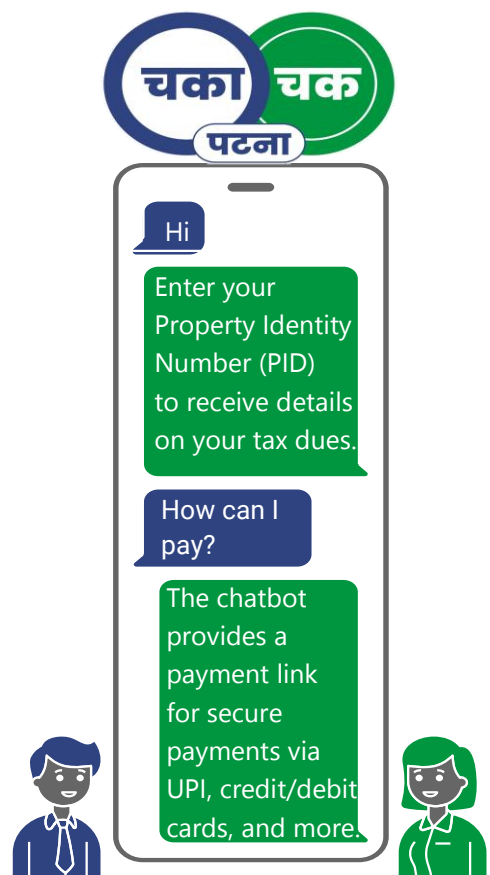 चका चक
पटना
Hi
Enter your
Property Identity
Number (PID)
to receive details
on your tax dues.
How can I
pay?
The chatbot
provides a
payment link
for secure
payments via
UPI, credit/debit
cards, and more.